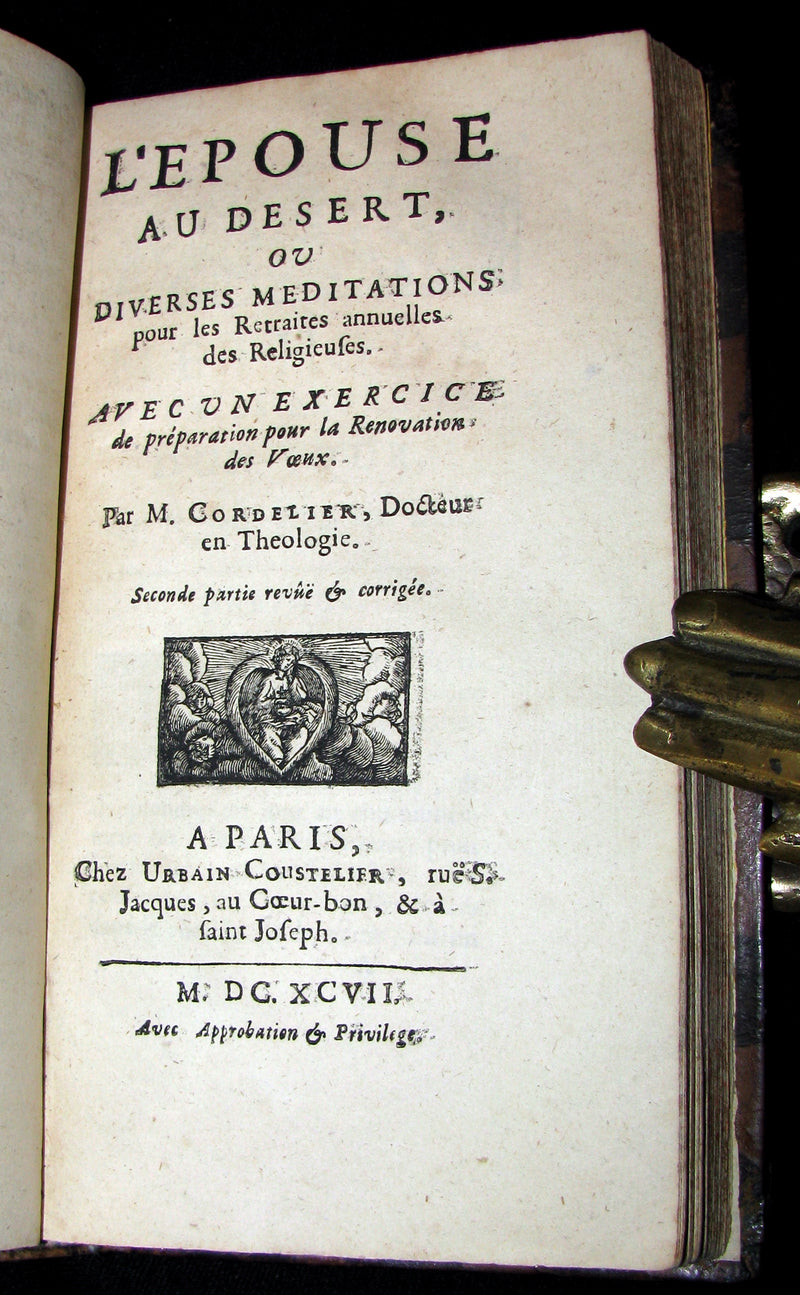 L'EPOUSE
AU DESERT,
OU
DIVERSES MEDITATIONS
pour les Retraites annuelles
des Religieuſes.
AVEC VN EXERCICE
de préparation pour la Renovation
des Vœux.
Par M. CORDELIER, Docteur
en Theologie.
Seconde partie revûë & corrigée.
A PARIS,
Chez URBAIN COUSTELIER, ruë S.
Jacques, au Cœur-bon, & à
ſaint Joſeph.
M. DC. XCVII.
Avec Approbation & Privilege.